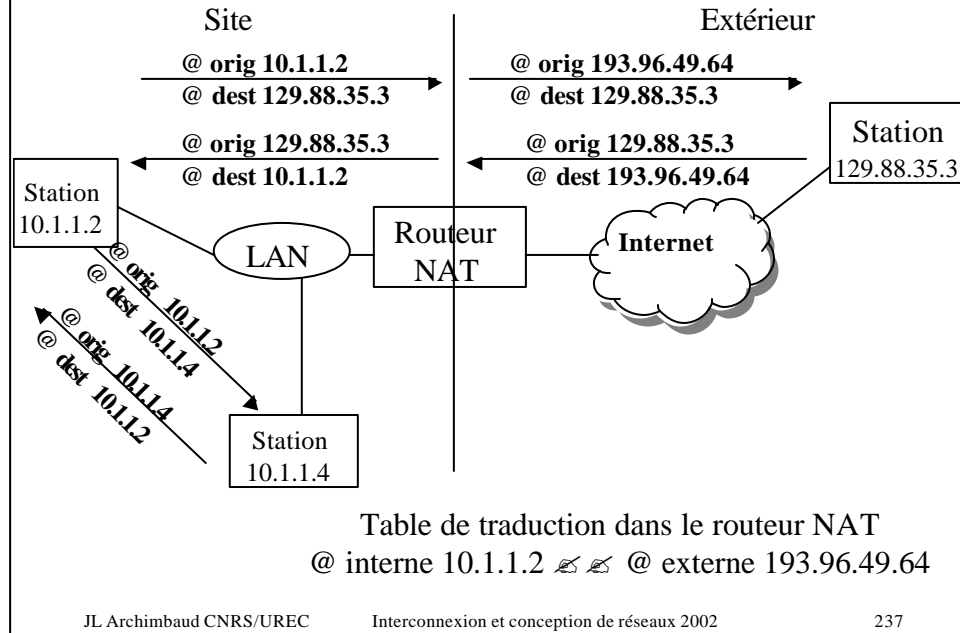 Site
Extérieur
@ orig 10.1.1.2
@ dest 129.88.35.3
@ orig 193.96.49.64
@ dest 129.88.35.3
@ orig 129.88.35.3
@ dest 10.1.1.2
@ orig 129.88.35.3
@ dest 193.96.49.64
Station
129.88.35.3
Station
10.1.1.2
LAN
Routeur
NAT
Internet
@ orig 10.1.1.2
@ dest 10.1.1.4
@ orig 10.1.1.4
@ dest 10.1.1.2
Station
10.1.1.4
Table de traduction dans le routeur NAT
@ interne 10.1.1.2 ✍ ✍ @ externe 193.96.49.64
JL Archimbaud CNRS/UREC Interconnexion et conception de réseaux 2002 237